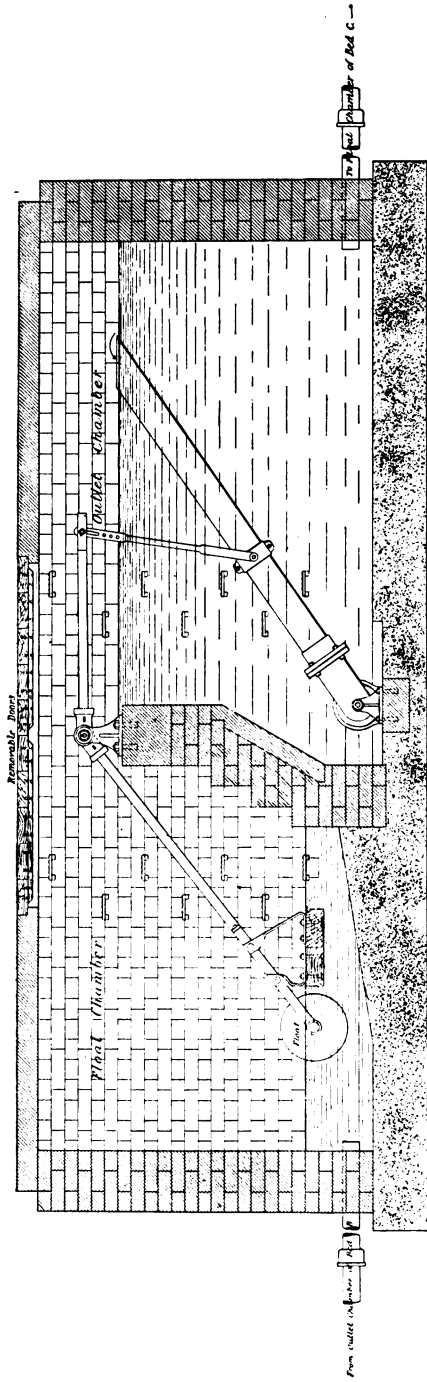 Removable Doors
Float Chamber
Outlet Chamber
Float
From Outlet Chamber of Bed
To Float Chamber of Bed C.